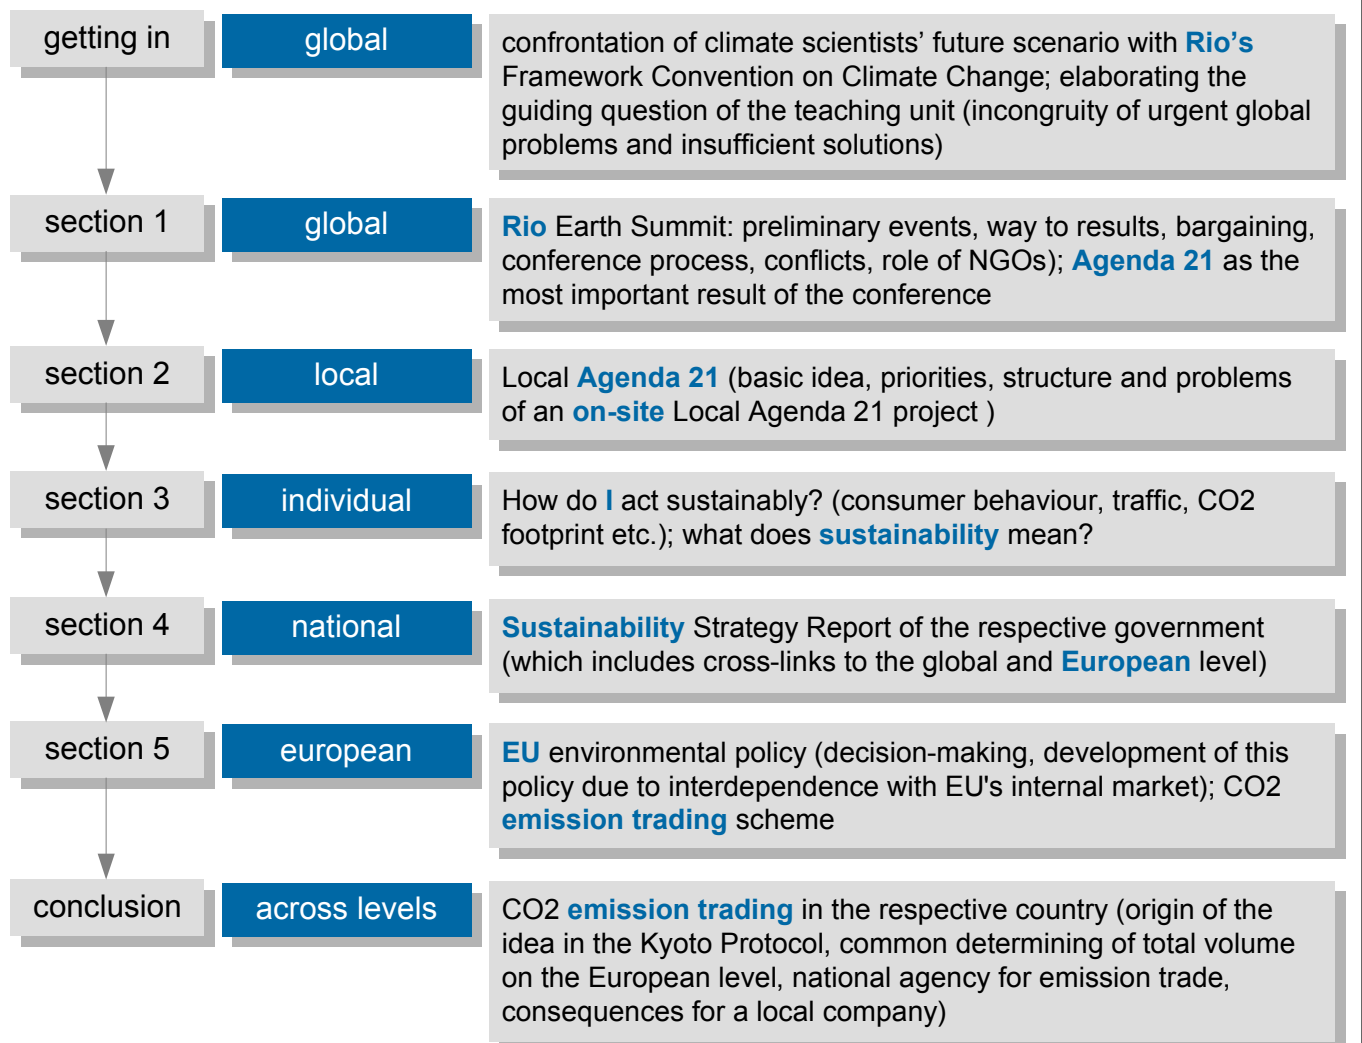 getting in
global
confrontation of climate scientists’ future scenario with Rio’s
Framework Convention on Climate Change; elaborating the
guiding question of the teaching unit (incongruity of urgent global
problems and insufficient solutions)
section 1
global
Rio Earth Summit: preliminary events, way to results, bargaining,
conference process, conflicts, role of NGOs); Agenda 21 as the
most important result of the conference
section 2
local
Local Agenda 21 (basic idea, priorities, structure and problems
of an on-site Local Agenda 21 project )
section 3
individual
How do I act sustainably? (consumer behaviour, traffic, CO2
footprint etc.); what does sustainability mean?
section 4
national
Sustainability Strategy Report of the respective government
(which includes cross-links to the global and European level)
section 5
european
EU environmental policy (decision-making, development of this
policy due to interdependence with EU's internal market); CO2
emission trading scheme
conclusion
across levels
CO2 emission trading in the respective country (origin of the
idea in the Kyoto Protocol, common determining of total volume
on the European level, national agency for emission trade,
consequences for a local company)